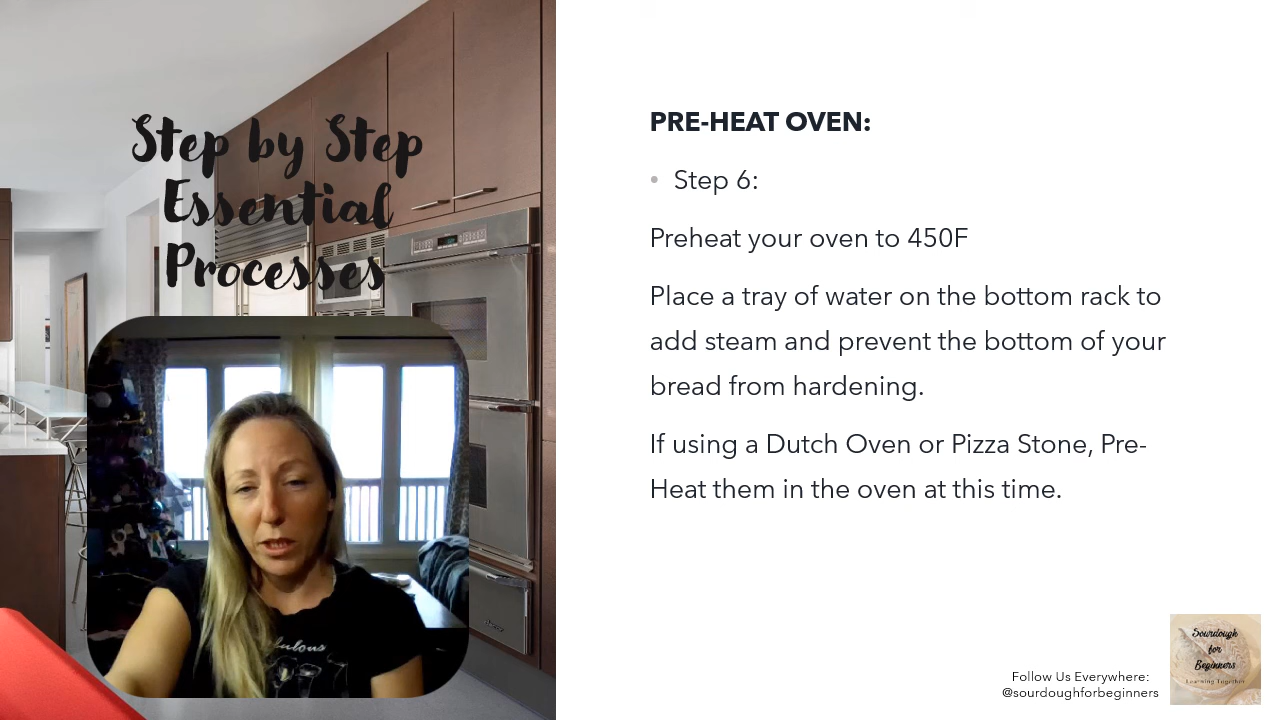 Step by Step
Essential
Processes
PRE-HEAT OVEN:
• Step 6:
Preheat your oven to 450F
Place a tray of water on the bottom rack to
add steam and prevent the bottom of your
bread from hardening.
If using a Dutch Oven or Pizza Stone, Pre-
Heat them in the oven at this time.
Follow Us Everywhere:
@sourdoughforbeginners
Sourdough
for
Beginners
Learning Together